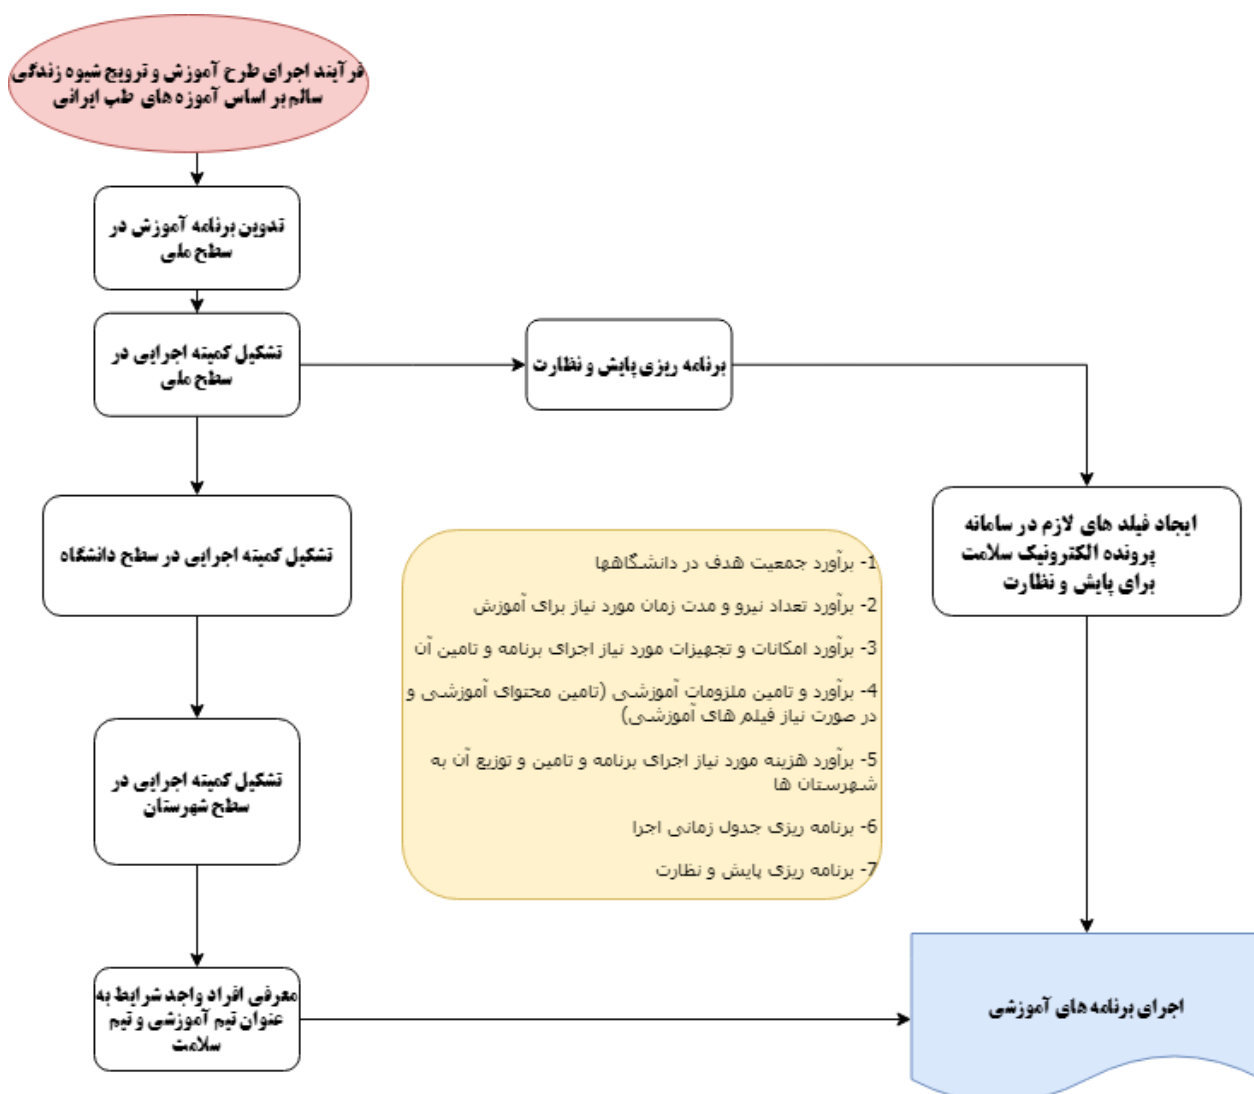 فرآیند اجرای طرح آموزش و ترویج شیوه زندگی
سالم بر اساس آموزه های طب ایرانی
تدوین برنامه آموزش در
سطح ملی
تشکیل کمیته اجرایی در
سطح ملی
برنامه ریزی پایش و نظارت
تشکیل کمیته اجرایی در سطح دانشگاه
ایجاد فیلد های لازم در سامانه
پرونده الکترونیک سلامت
برای پایش و نظارت
1- برآورد جمعیت هدف در دانشگاهها
2- برآورد تعداد نیرو و مدت زمان مورد نیاز برای آموزش
3- برآورد امکانات و تجهیزات مورد نیاز اجرای برنامه و تامین آن
4- برآورد و تامین ملزومات آموزشی (تامین محتوای آموزشی و
در صورت نیاز فیلم های آموزشی)
5- برآورد هزینه مورد نیاز اجرای برنامه و تامین و توزیع آن به
شهرستان ها
6- برنامه ریزی جدول زمانی اجرا
7- برنامه ریزی پایش و نظارت
تشکیل کمیته اجرایی در
سطح شهرستان
معرفی افراد واجد شرایط به
عنوان تیم آموزشی و تیم
سلامت
اجرای برنامه های آموزشی